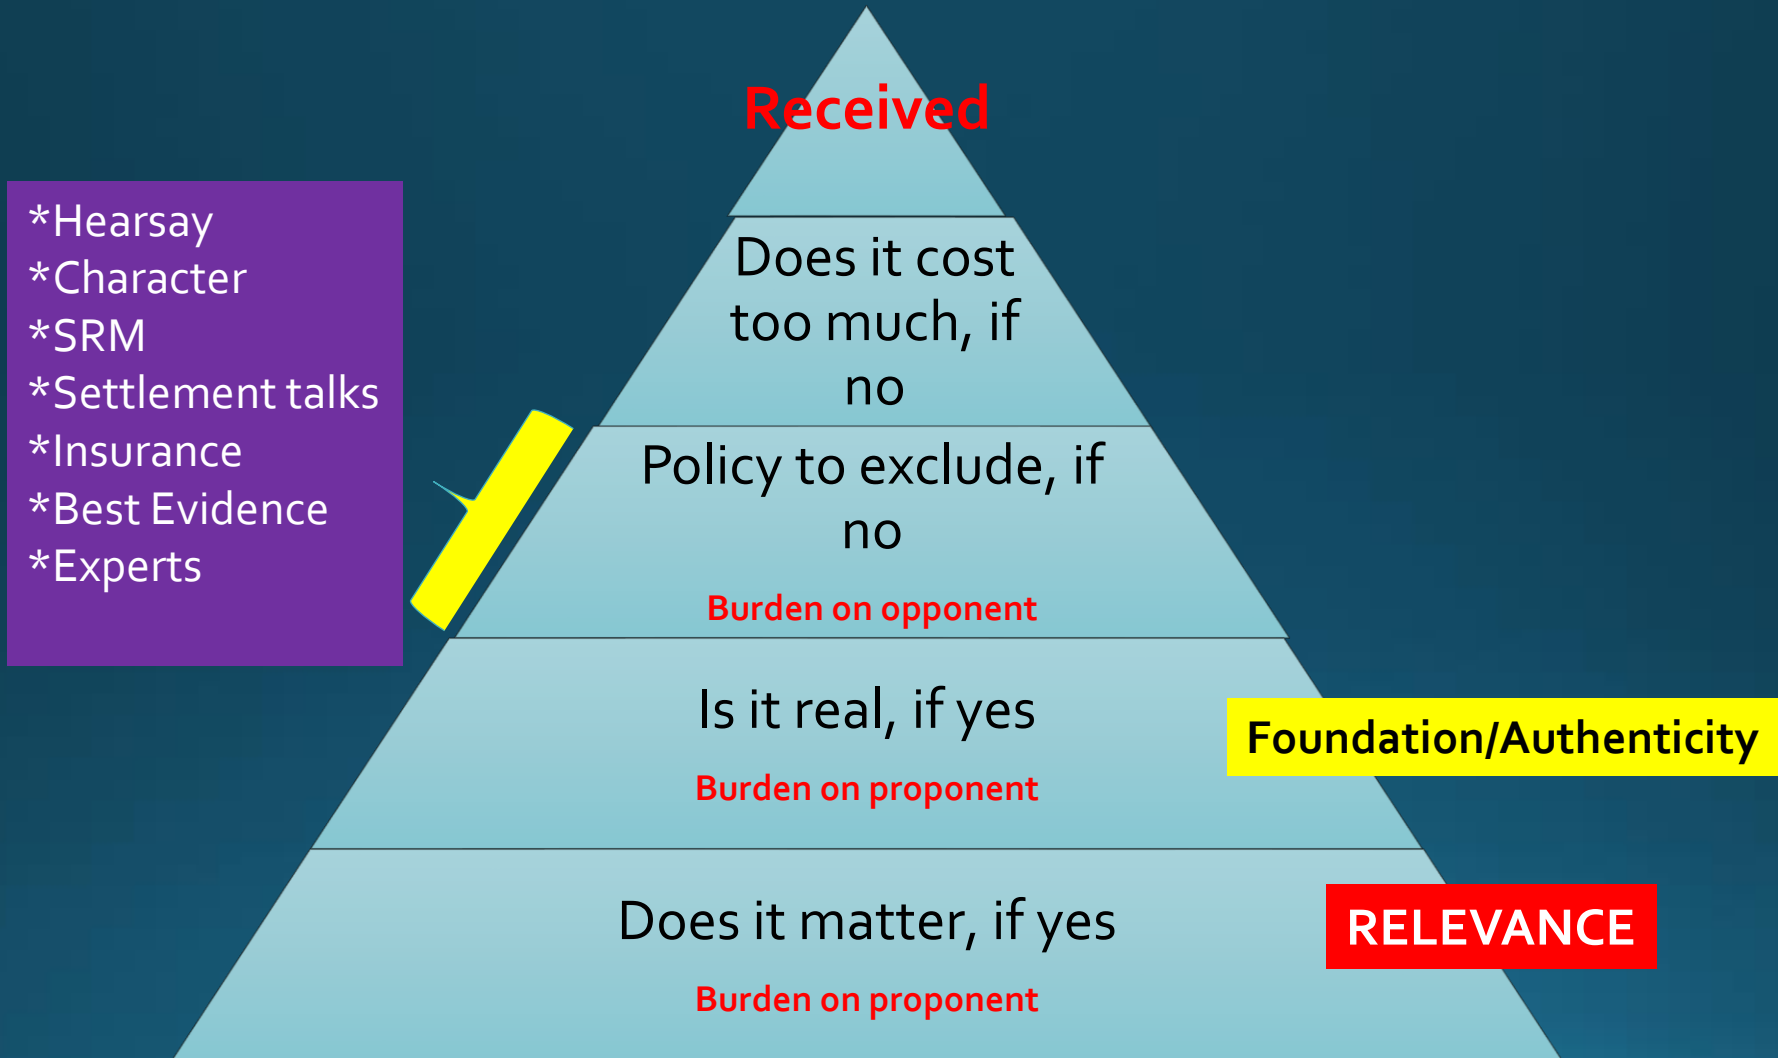 Received
*Hearsay
*Character
*SRM
*Settlement talks
*Insurance
*Best Evidence
*Experts
Does it cost
too much, if
no
Policy to exclude, if
no
Burden on opponent
Is it real, if yes
Burden on proponent
Foundation/Authenticity
Does it matter, if yes
Burden on proponent
RELEVANCE